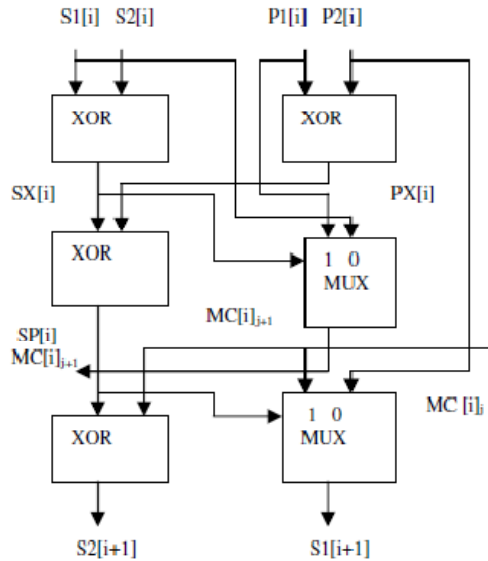 S1[i] S2[i] P1[i] P2[i]
XOR XOR
SX[i] PX[i]
XOR 1 0
MUX
MC[i]j+1
SP[i]
MC[i]j+1
XOR 1 0
MUX
MC [i]j
S2[i+1] S1[i+1]